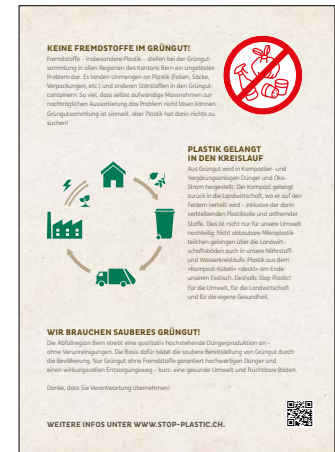 KEINE FREMDSTOFFE IM GRÜNGUT!
Fremdstoffe – insbesondere Plastik – stellen bei der Grüngut-
sammlung in allen Regionen des Kantons Bern ein ungelöstes
Problem dar. Es landen Unmengen an Plastik (Folien, Säcke,
Verpackungen, etc.) und anderen Störstoffen in den Grüngut-
containern. So viel, dass selbst aufwändige Massnahmen zur
nachträglichen Aussortierung das Problem nicht lösen können.
Grüngutsammlung ist sinnvoll, aber Plastik hat darin nichts zu
suchen!
PLASTIK GELANGT
IN DEN KREISLAUF
Aus Grüngut wird in Kompostier- und
Vergärungsanlagen Dünger und Öko-
Strom hergestellt. Der Kompost gelangt
zurück in die Landwirtschaft, wo er auf den
Feldern verteilt wird – inklusive der darin
verbleibenden Plastikteile und artfremder
Stoffe. Dies ist nicht nur für unsere Umwelt
nachteilig: Nicht abbaubare Mikroplastik-
teilchen gelangen über die Landwirt-
schaftsböden auch in unsere Nährstoff-
und Wasserkreisläufe. Plastik aus dem
«Kompost-Kübeli» «deckt» am Ende
unseren Esstisch. Deshalb: Stop Plastic!
Für die Umwelt, für die Landwirtschaft
und für die eigene Gesundheit.
WIR BRAUCHEN SAUBERES GRÜNGUT!
Die Abfallregion Bern strebt eine qualitativ hochstehende Düngerproduktion an –
ohne Verunreinigungen. Die Basis dafür bildet die saubere Bereitstellung von Grüngut durch
die Bevölkerung. Nur Grüngut ohne Fremdstoffe garantiert hochwertigen Dünger und
einen wirkungsvollen Entsorgungsweg – kurz: eine gesunde Umwelt und fruchtbare Böden.
Danke, dass Sie Verantwortung übernehmen!
WEITERE INFOS UNTER WWW.STOP-PLASTIC.CH.